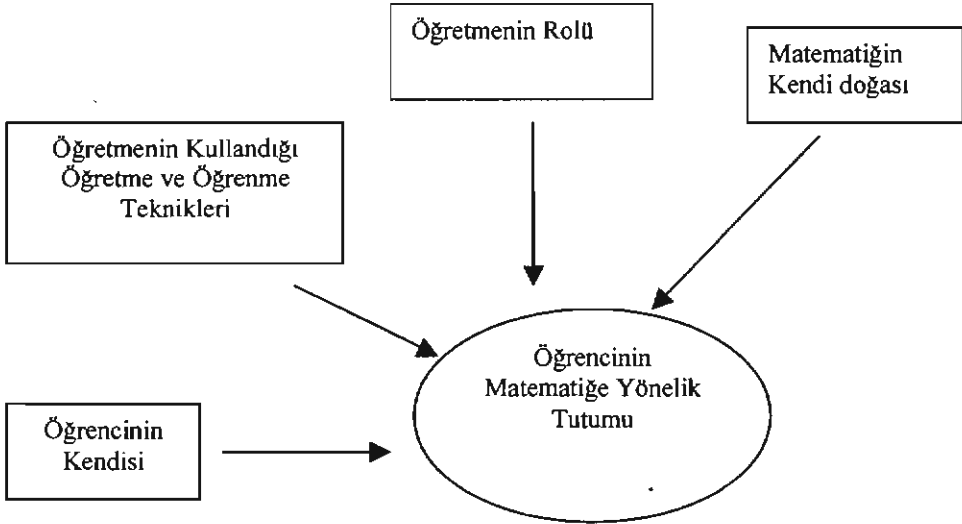 Öğretmenin Rolü
Matematiğin
Kendi doğası
Öğretmenin Kullandığı
Öğretme ve Öğrenme
Teknikleri
Öğrencinin
Matematiğe Yönelik
Tutumu
Öğrencinin
Kendisi